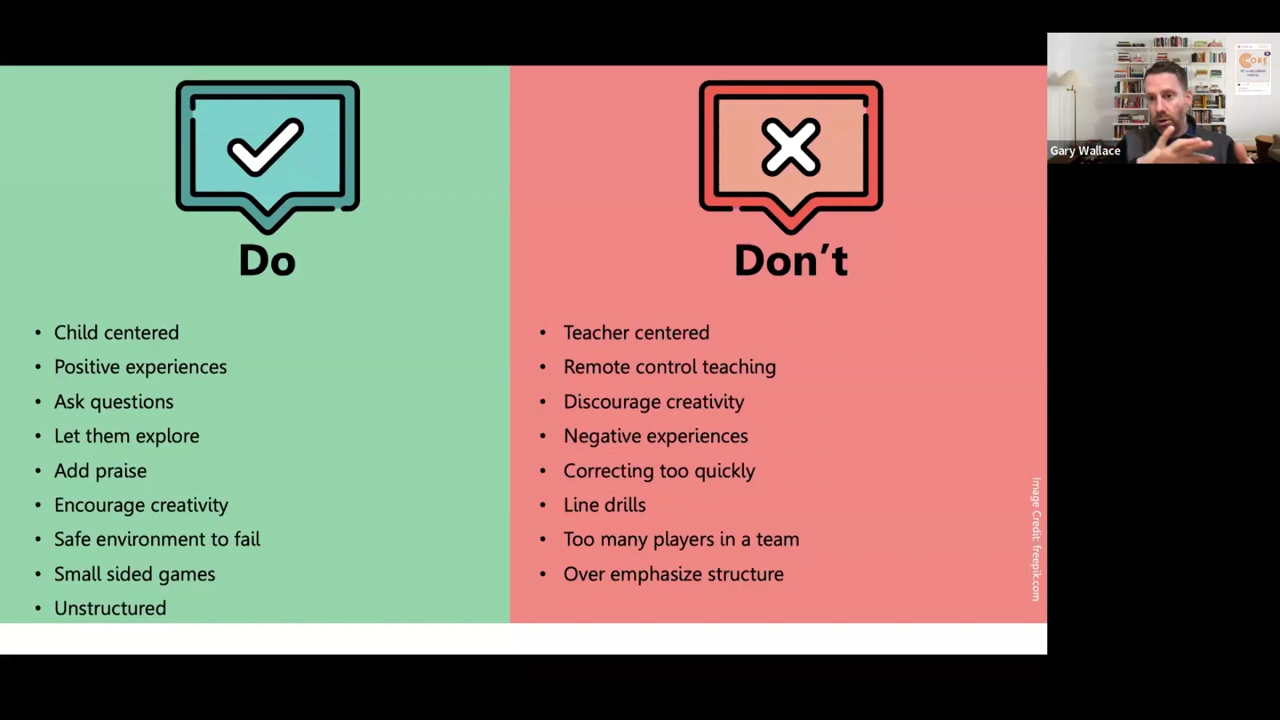 Do
Child centered
Positive experiences
Ask questions
Let them explore
Add praise
Encourage creativity
Safe environment to fail
Small sided games
Unstructured
Don't
Teacher centered
Remote control teaching
Discourage creativity
Negative experiences
Correcting too quickly
Line drills
Too many players in a team
Over emphasize structure
Image Credit: freepik.com
Gary Wallace
CORE